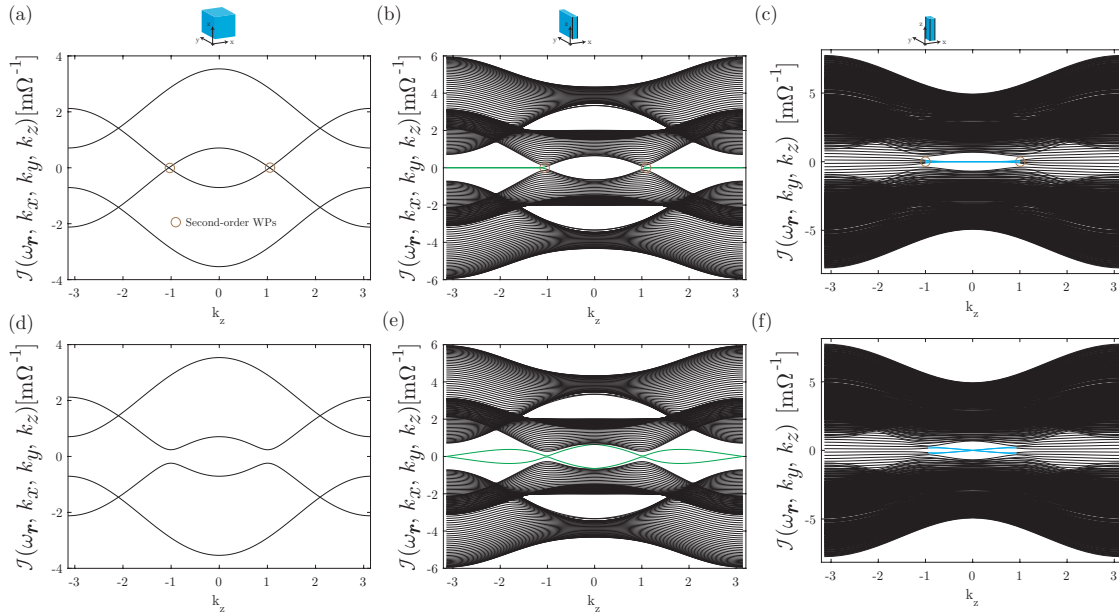 (a)
z
y
x
𝒥(ω_r, k_x, k_y, k_z)[mΩ⁻¹]
4
2
0
-2
-4
-3 -2 -1 0 1 2 3
k_z
Second-order WPs
(b)
z
y
x
𝒥(ω_r, k_x, k_y, k_z)[mΩ⁻¹]
6
4
2
0
-2
-4
-6
-3 -2 -1 0 1 2 3
k_z
(c)
z
y
x
𝒥(ω_r, k_y, k_z) [mΩ⁻¹]
5
0
-5
-3 -2 -1 0 1 2 3
k_z
(d)
𝒥(ω_r, k_x, k_y, k_z)[mΩ⁻¹]
4
2
0
-2
-4
-3 -2 -1 0 1 2 3
k_z
(e)
𝒥(ω_r, k_x, k_y, k_z)[mΩ⁻¹]
6
4
2
0
-2
-4
-6
-3 -2 -1 0 1 2 3
k_z
(f)
𝒥(ω_r, k_y, k_z) [mΩ⁻¹]
5
0
-5
-3 -2 -1 0 1 2 3
k_z